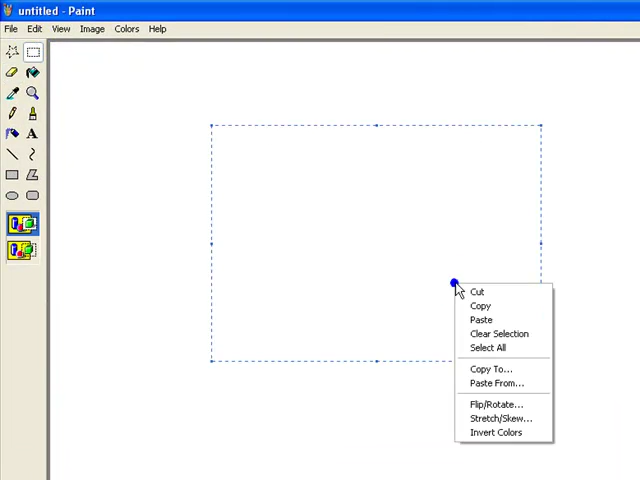 untitled - Paint
File Edit View Image Colors Help
A
Cut
Copy
Paste
Clear Selection
Select All
Copy To...
Paste From...
Flip/Rotate...
Stretch/Skew...
Invert Colors